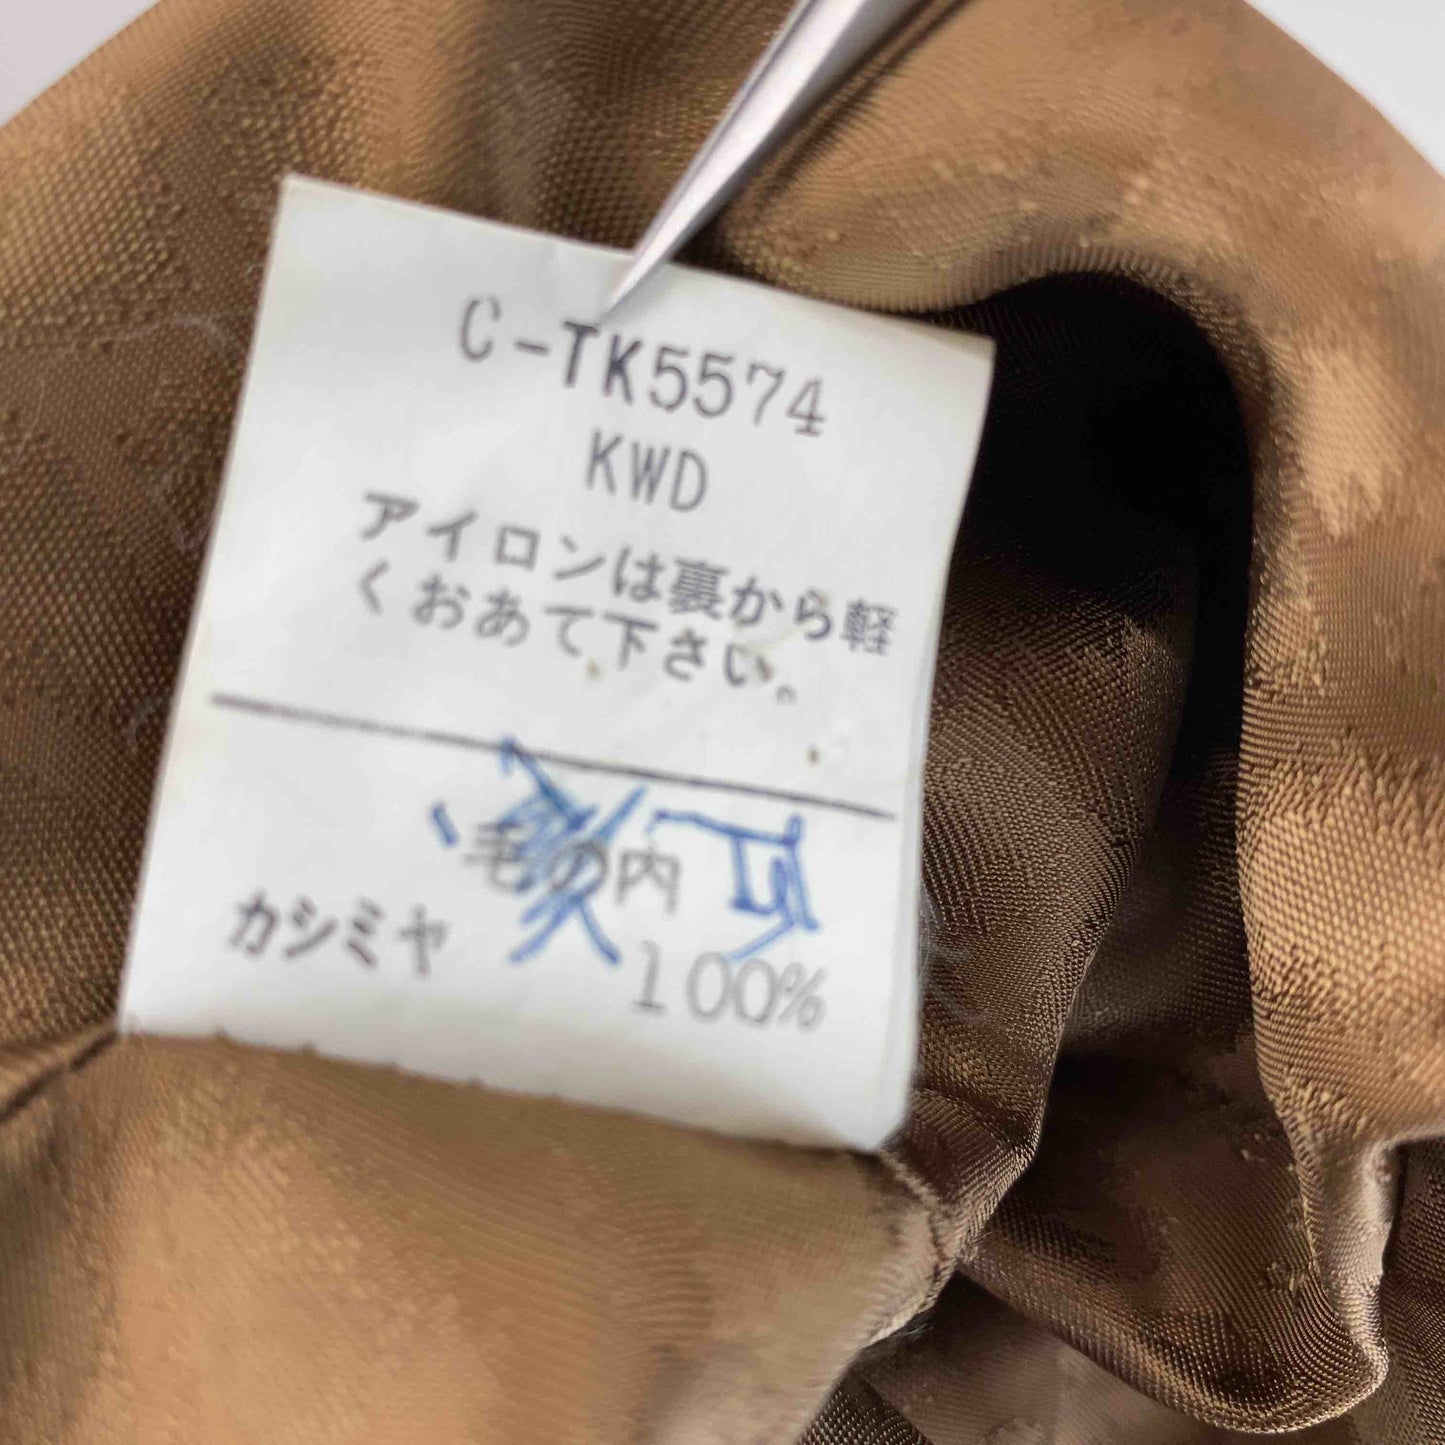 C-TK5574
KWD
アイロンは裏から軽
くおあて下さい。
毛の内
カシミヤ 100%